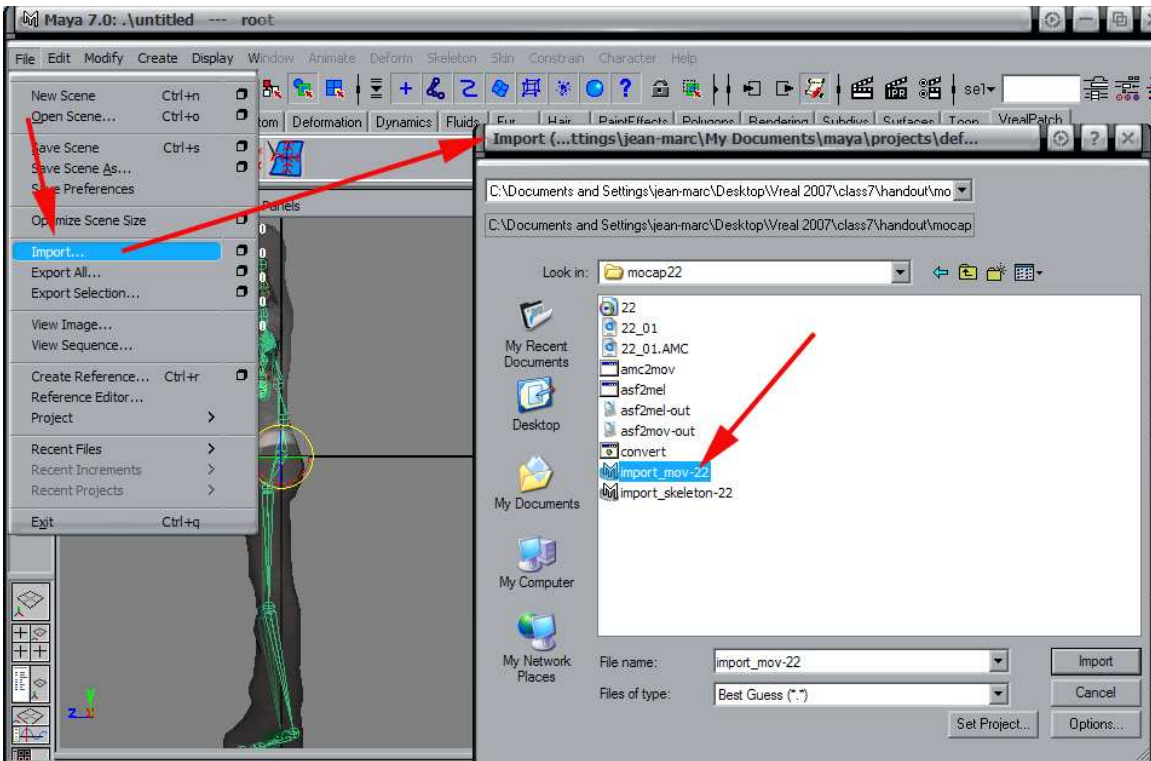 Maya 7.0: .\untitled --- root
File Edit Modify Create Display Window Animate Deform Skeleton Skin Constrain Character Help
sel
tom Deformation Dynamics Fluids Fur Hair PaintEffects Polygons Rendering Subdivs Surfaces Toon VrealPatch
Panels
New Scene Ctrl+n
Open Scene... Ctrl+o
Save Scene Ctrl+s
Save Scene As...
Save Preferences
Optimize Scene Size
Import...
Export All...
Export Selection...
View Image...
View Sequence...
Create Reference... Ctrl+r
Reference Editor...
Project >
Recent Files >
Recent Increments >
Recent Projects >
Exit Ctrl+q
0
0
0
0
0
z x
y
Import (...ttings\jean-marc\My Documents\maya\projects\def...
C:\Documents and Settings\jean-marc\Desktop\Vreal 2007\class7\handout\mo
C:\Documents and Settings\jean-marc\Desktop\Vreal 2007\class7\handout\mocap
Look in: mocap22
My Recent Documents
Desktop
My Documents
My Computer
My Network Places
22
22_01
22_01.AMC
amc2mov
asf2mel
asf2mel-out
asf2mov-out
convert
import_mov-22
import_skeleton-22
File name: import_mov-22
Import
Files of type: Best Guess (*.*)
Cancel
Set Project...
Options...